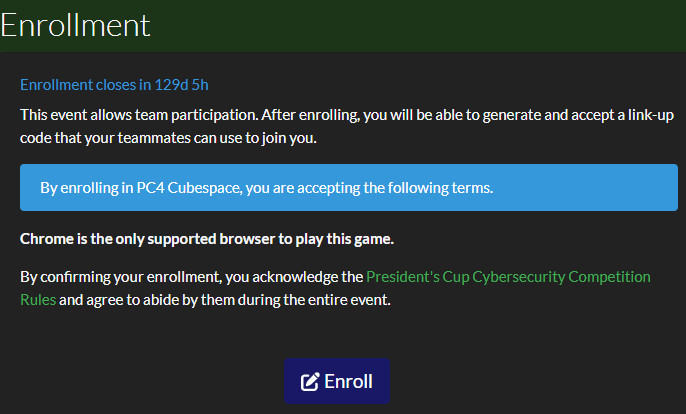 Enrollment
Enrollment closes in 129d 5h
This event allows team participation. After enrolling, you will be able to generate and accept a link-up
code that your teammates can use to join you.
By enrolling in PC4 Cubespace, you are accepting the following terms.
Chrome is the only supported browser to play this game.
By confirming your enrollment, you acknowledge the President's Cup Cybersecurity Competition
Rules and agree to abide by them during the entire event.
Enroll